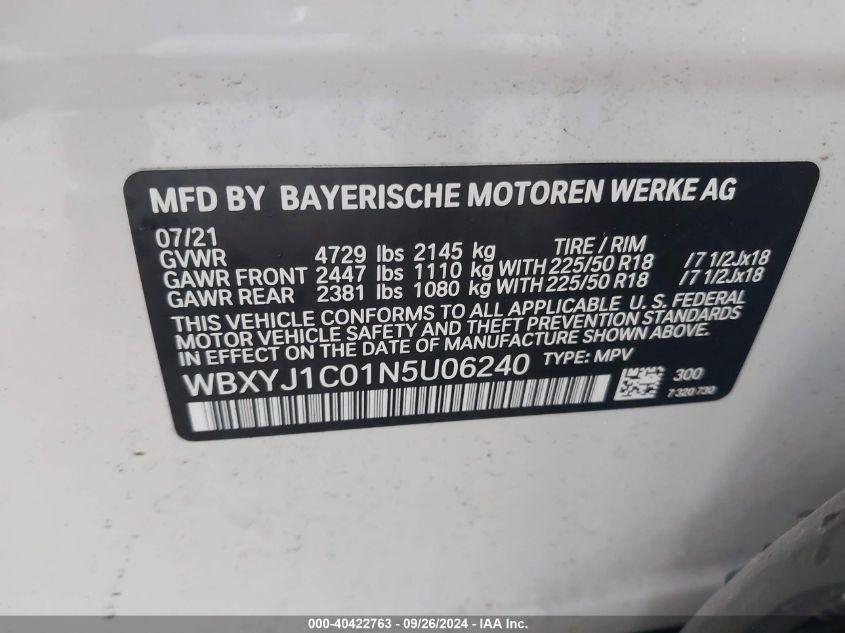 MFD BY BAYERISCHE MOTOREN WERKE AG
07/21
GVWR 4729 lbs 2145 kg TIRE / RIM
GAWR FRONT 2447 lbs 1110 kg WITH 225/50 R18 /7 1/2Jx18
GAWR REAR 2381 lbs 1080 kg WITH 225/50 R18 /7 1/2Jx18
THIS VEHICLE CONFORMS TO ALL APPLICABLE U. S. FEDERAL
MOTOR VEHICLE SAFETY AND THEFT PREVENTION STANDARDS
IN EFFECT ON THE DATE OF MANUFACTURE SHOWN ABOVE.
WBXYJ1C01N5U06240 TYPE: MPV
300
7 320 730
000-40422763 - 09/26/2024 - IAAI Inc.